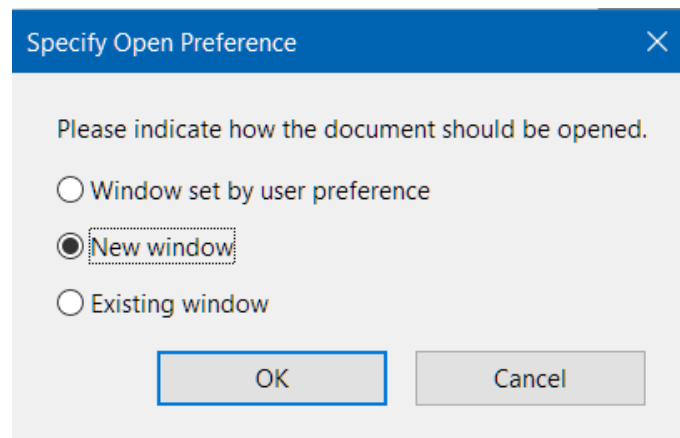 Specify Open Preference
Please indicate how the document should be opened.
Window set by user preference
New window
Existing window
OK
Cancel